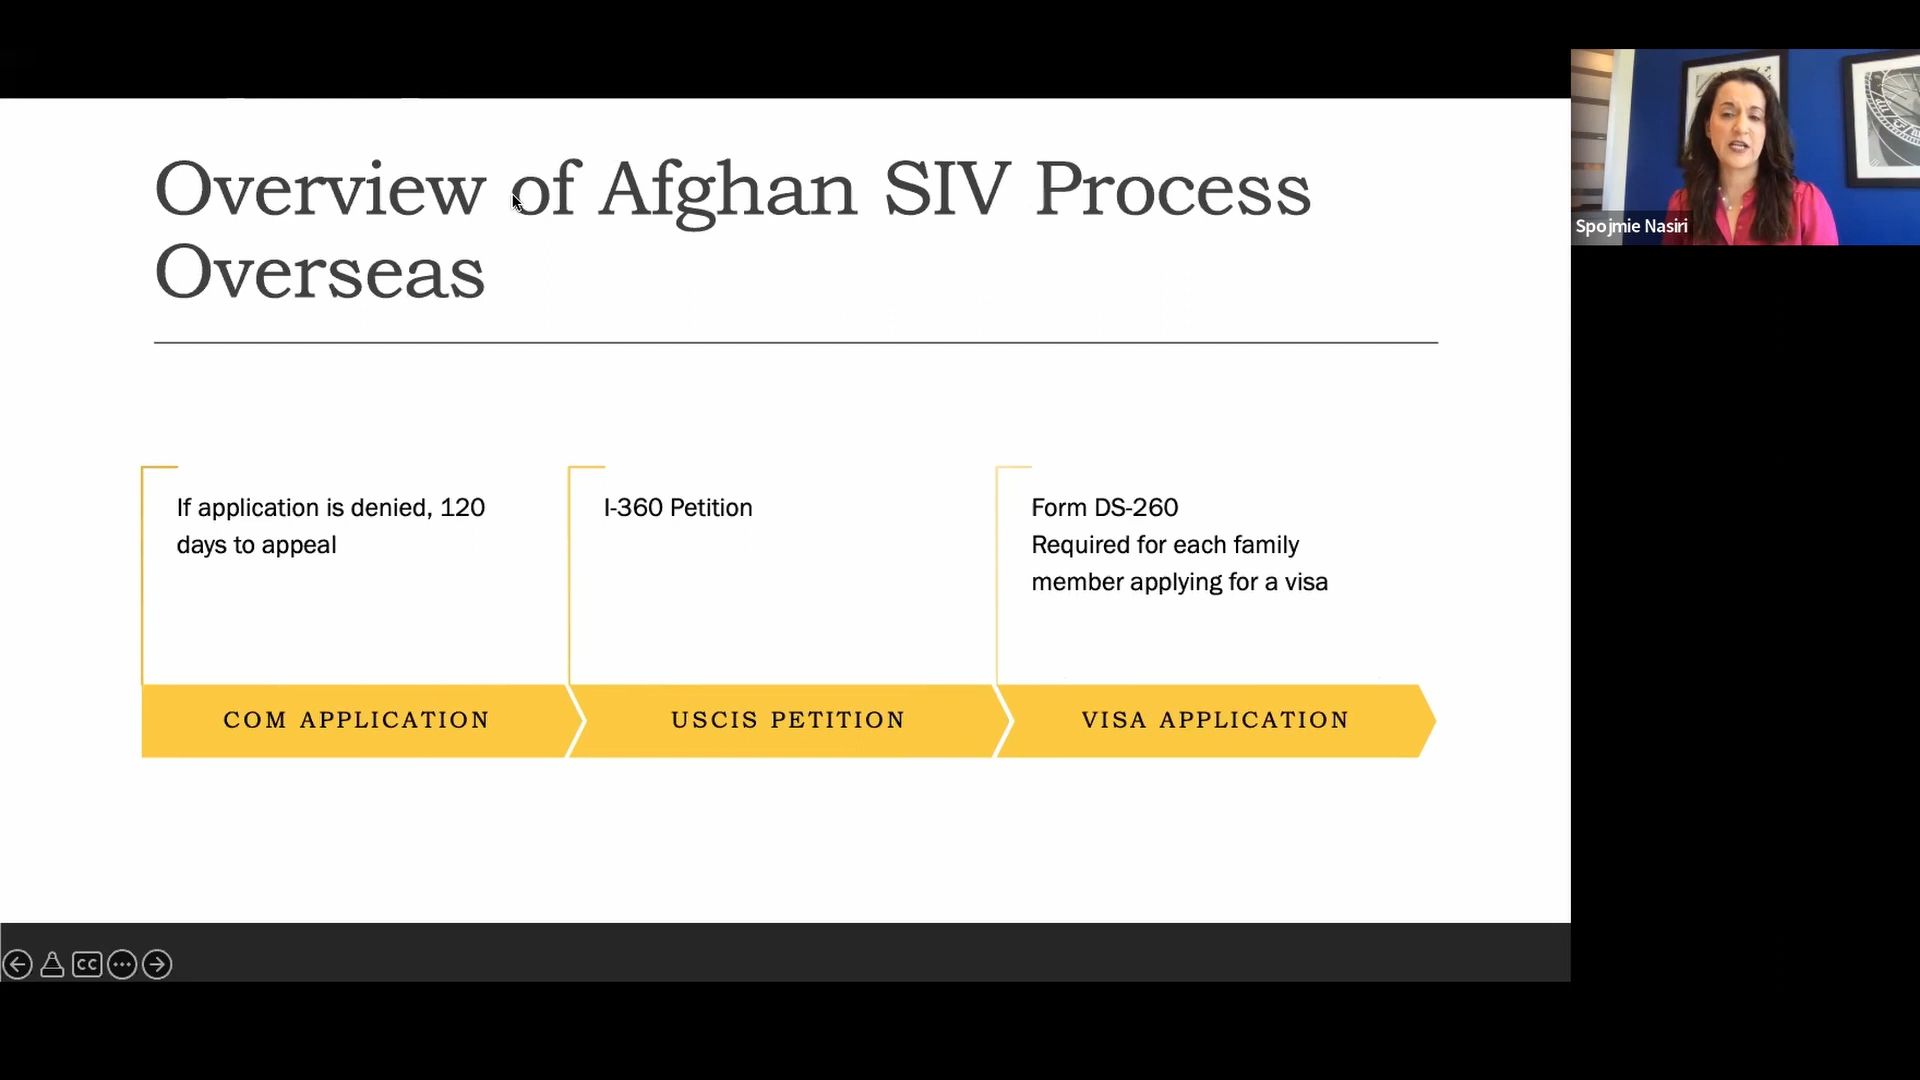 Overview of Afghan SIV Process
Overseas
If application is denied, 120
days to appeal
I-360 Petition
Form DS-260
Required for each family
member applying for a visa
COM APPLICATION
USCIS PETITION
VISA APPLICATION
Spojmie Nasiri
CC